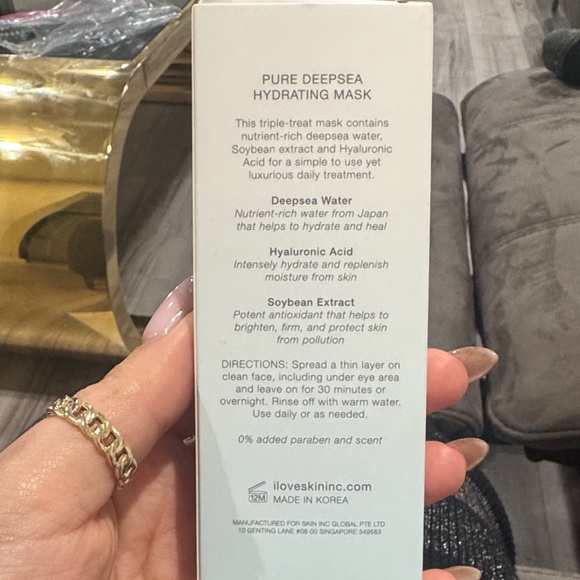 PURE DEEPSEA
HYDRATING MASK
This triple-treat mask contains
nutrient-rich deepsea water,
Soybean extract and Hyaluronic
Acid for a simple to use yet
luxurious daily treatment.
Deepsea Water
Nutrient-rich water from Japan
that helps to hydrate and heal
Hyaluronic Acid
Intensely hydrate and replenish
moisture from skin
Soybean Extract
Potent antioxidant that helps to
brighten, firm, and protect skin
from pollution
DIRECTIONS: Spread a thin layer on
clean face, including under eye area
and leave on for 30 minutes or
overnight. Rinse off with warm water.
Use daily or as needed.
0% added paraben and scent
iloveskininc.com
12M MADE IN KOREA
MANUFACTURED FOR SKIN INC GLOBAL PTE LTD
10 GENTING LANE #08-00 SINGAPORE 349583